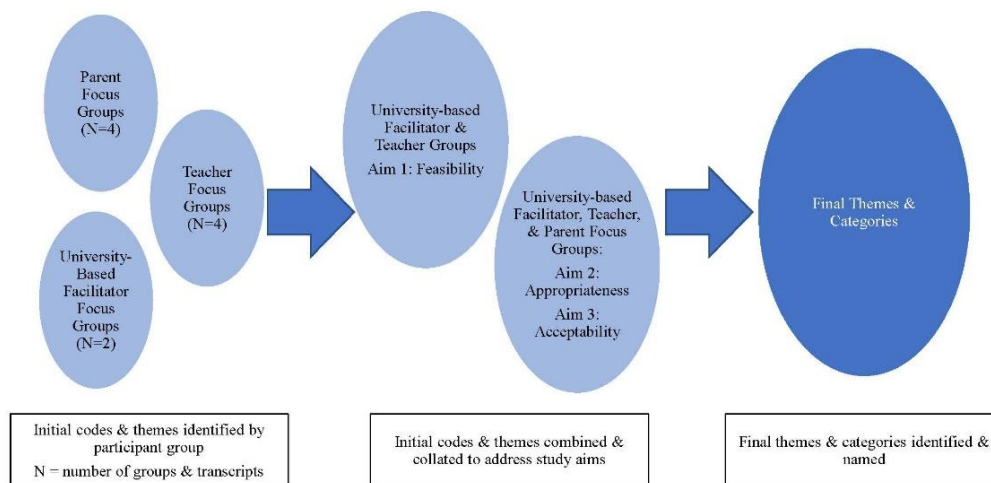 Parent
Focus
Groups
(N=4)
Teacher
Focus
Groups
(N=4)
University-
Based
Facilitator
Focus
Groups
(N=2)
University-based
Facilitator &
Teacher Groups
Aim 1: Feasibility
University-based
Facilitator, Teacher,
& Parent Focus
Groups:
Aim 2:
Appropriateness
Aim 3:
Acceptability
Final Themes &
Categories
Initial codes & themes identified by
participant group
N = number of groups & transcripts
Initial codes & themes combined &
collated to address study aims
Final themes & categories identified &
named